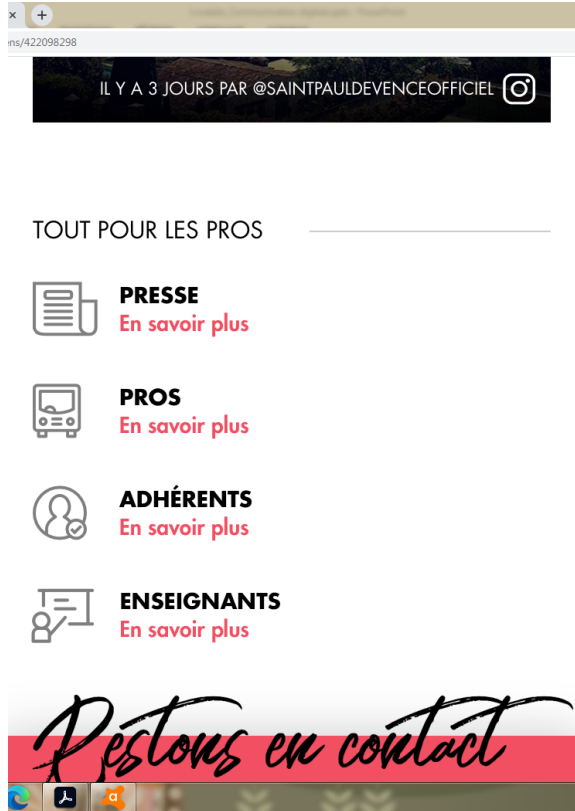 ens/422098298
IL Y A 3 JOURS PAR @SAINTPAULDEVENCEOFFICIEL
TOUT POUR LES PROS
PRESSE
En savoir plus
PROS
En savoir plus
ADHÉRENTS
En savoir plus
ENSEIGNANTS
En savoir plus
Restons en contact